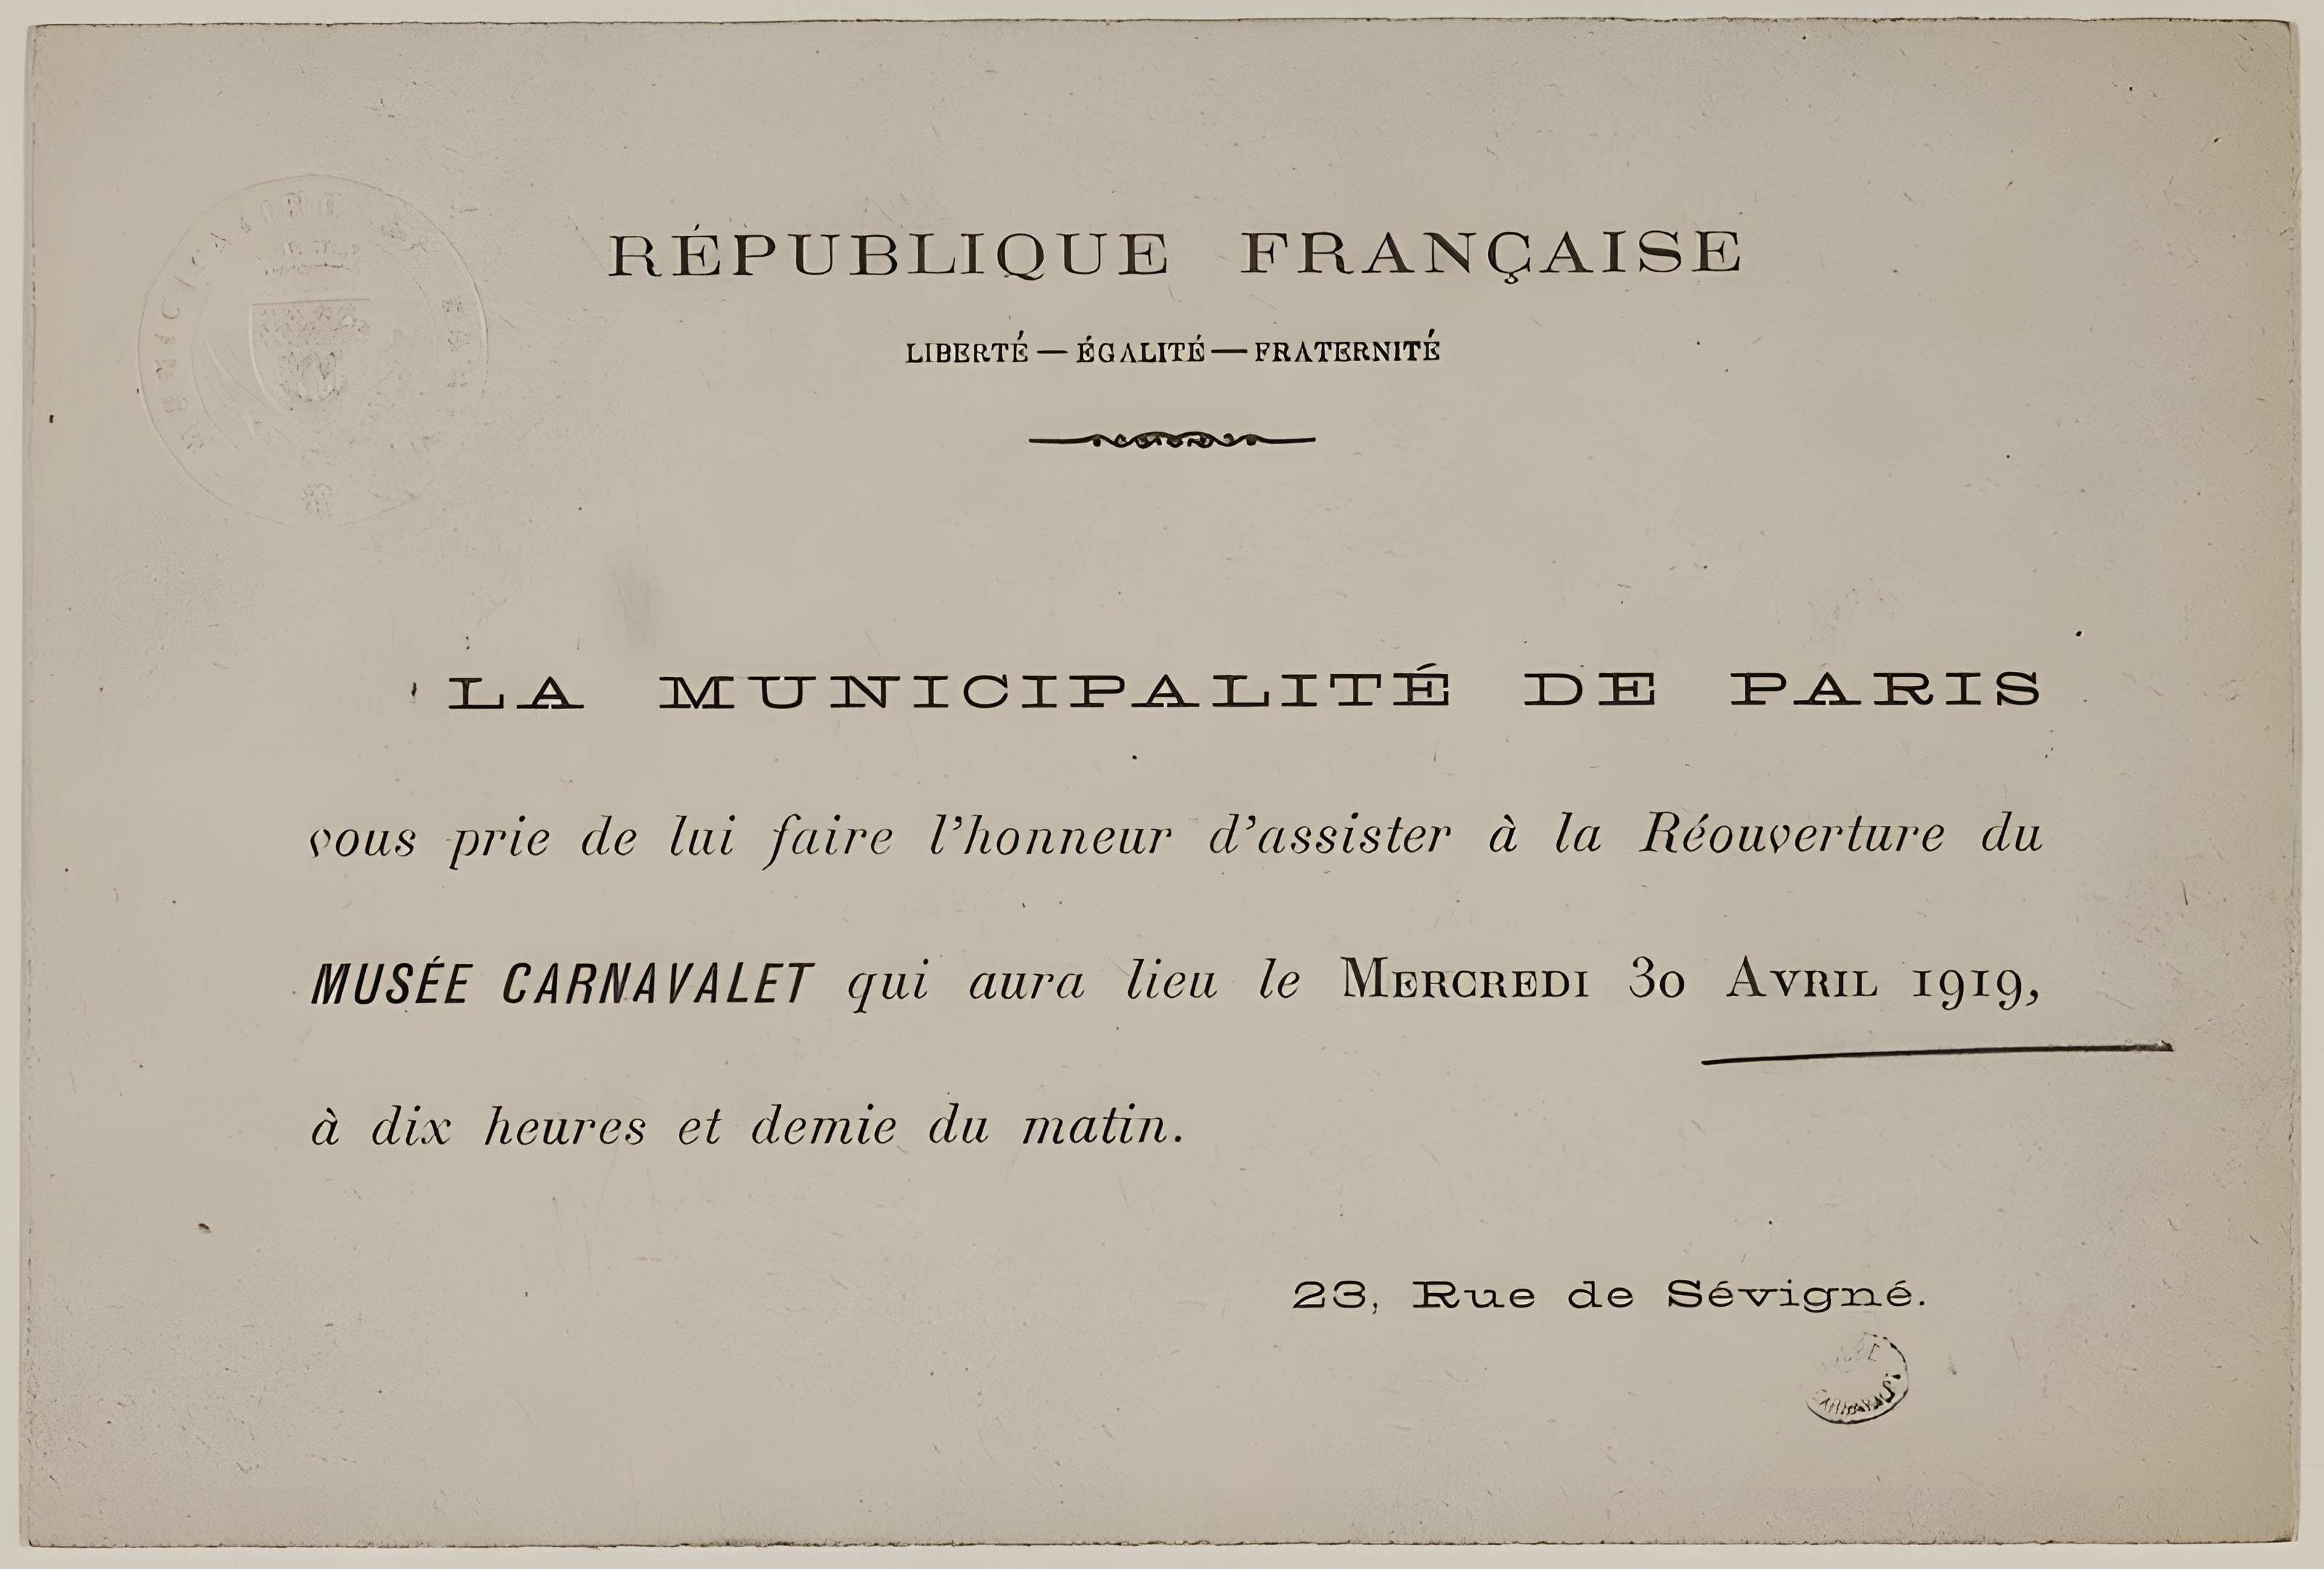 RÉPUBLIQUE FRANÇAISE
LIBERTÉ — ÉGALITÉ — FRATERNITÉ
LA MUNICIPALITÉ DE PARIS
vous prie de lui faire l'honneur d'assister à la Réouverture du
MUSÉE CARNAVALET qui aura lieu le MERCREDI 30 AVRIL 1919,
à dix heures et demie du matin.
23, Rue de Sévigné.